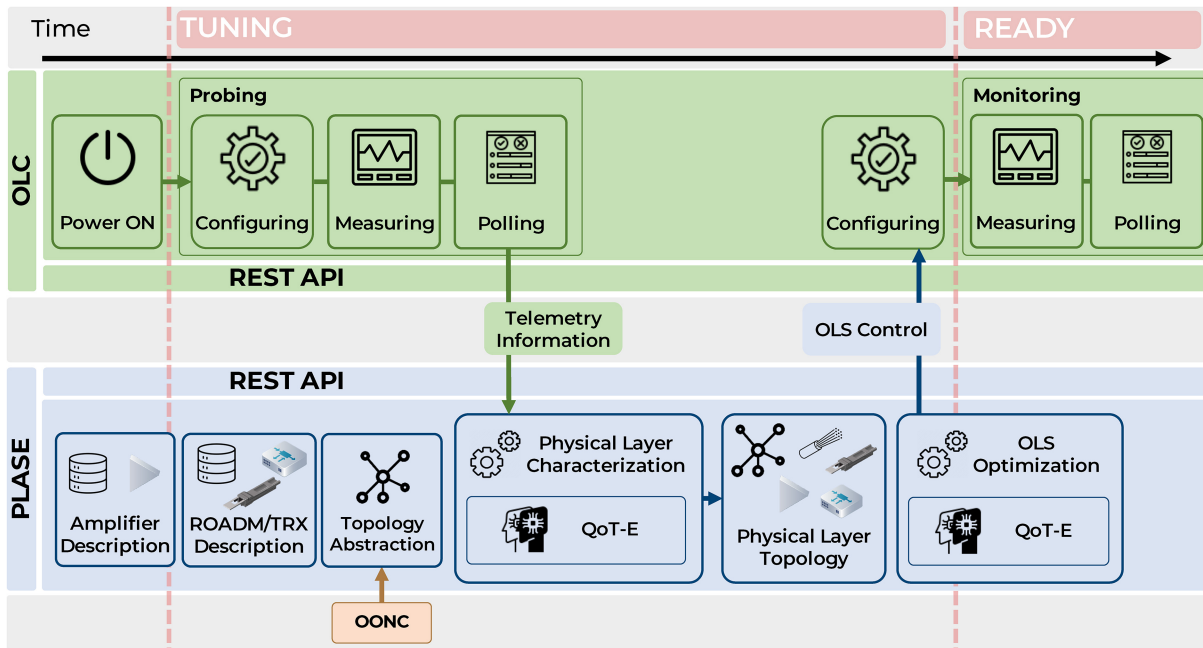 Time
TUNING
READY
OLC
Probing
Monitoring
Power ON
Configuring
Measuring
Polling
Configuring
Measuring
Polling
REST API
Telemetry
Information
OLS Control
PLASE
REST API
Amplifier
Description
ROADM/TRX
Description
Topology
Abstraction
Physical Layer
Characterization
QoT-E
Physical Layer
Topology
OLS
Optimization
QoT-E
OONC